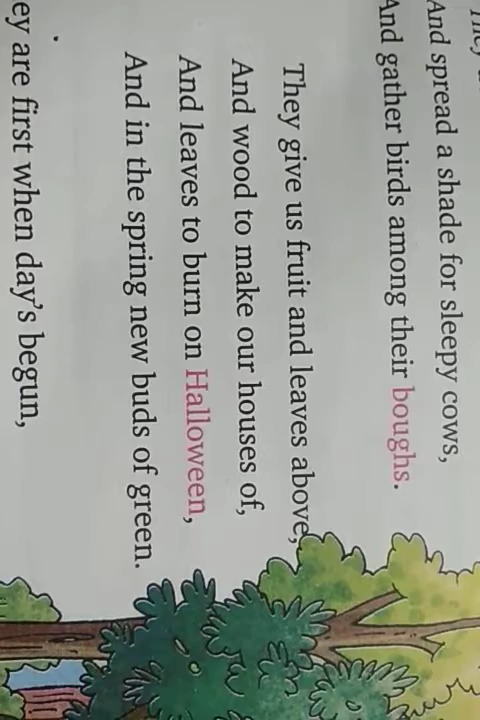 And spread a shade for sleepy cows,
And gather birds among their boughs.
They give us fruit and leaves above,
And wood to make our houses of,
And leaves to burn on Halloween,
And in the spring new buds of green.
ey are first when day's begun,